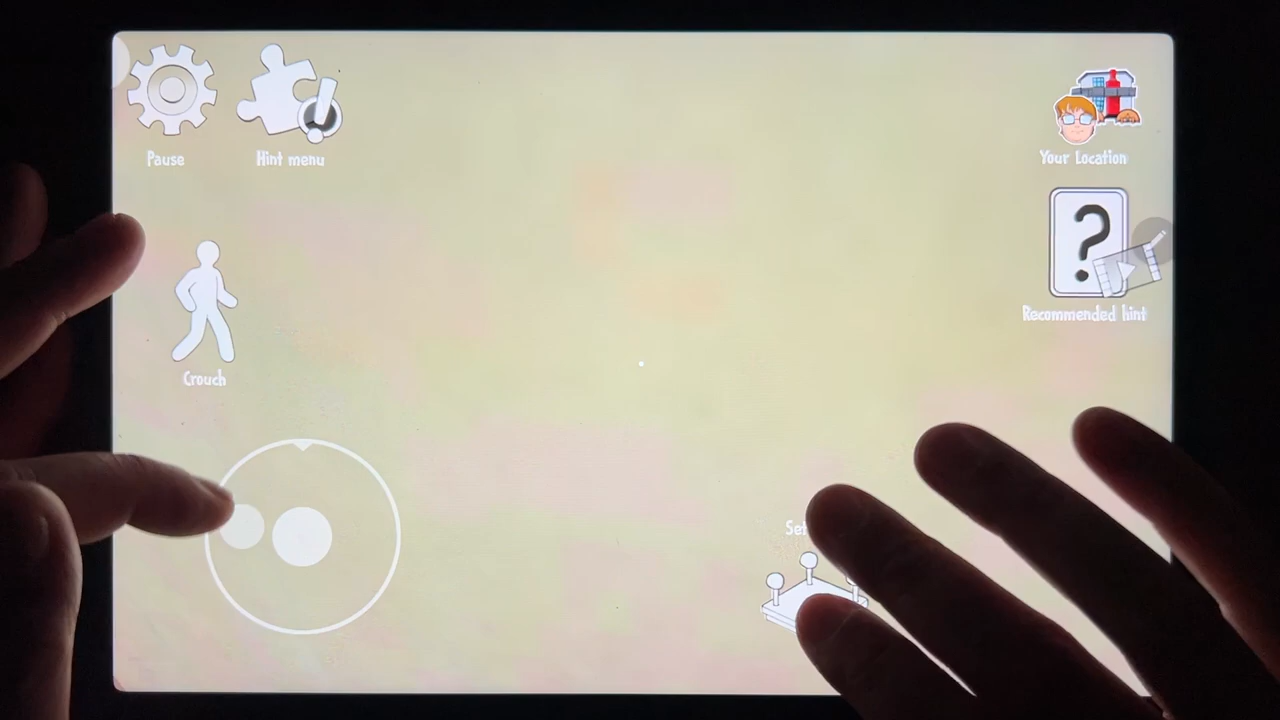 Pause
Hint menu
Your Location
?
Recommended hint
Crouch